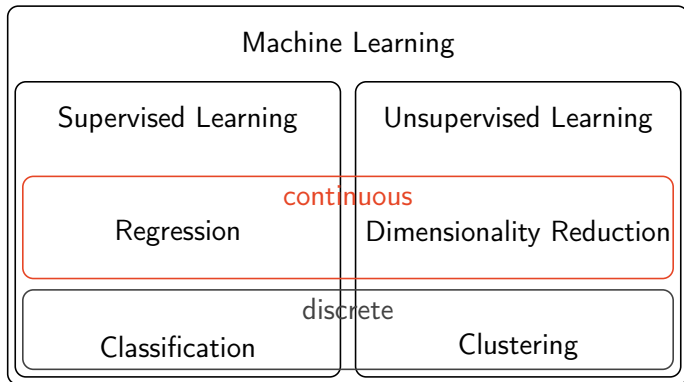 Machine Learning
Supervised Learning
Unsupervised Learning
continuous
Regression
Dimensionality Reduction
discrete
Classification
Clustering